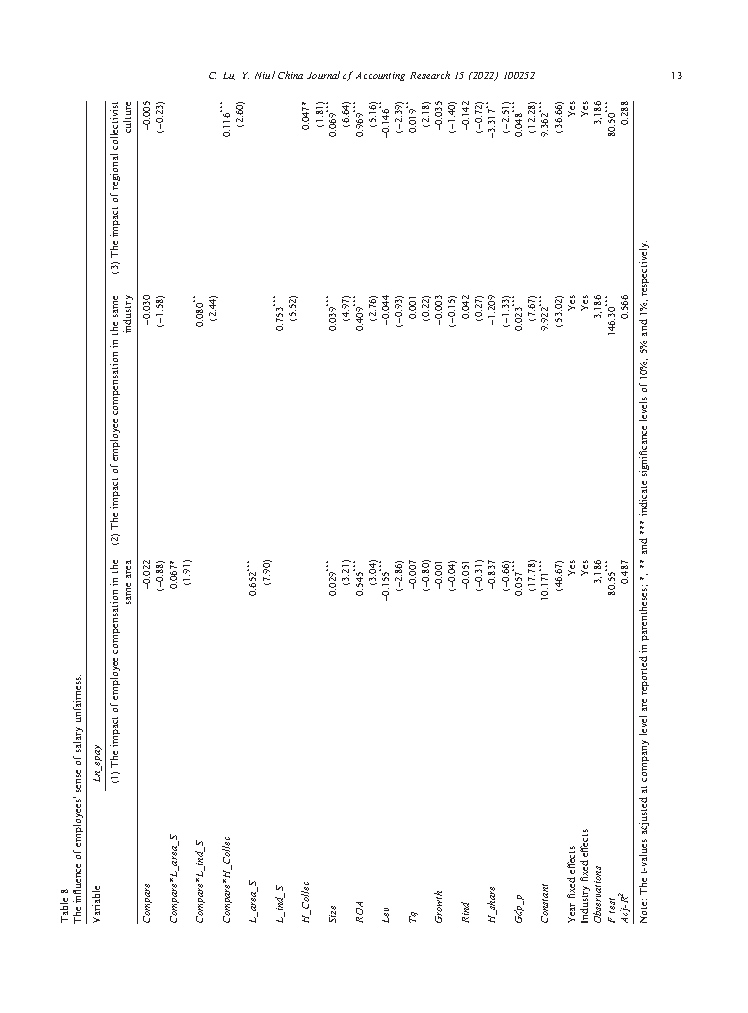 C. Lu, Y. Niu / China Journal of Accounting Research 15 (2022) 100252 13
Table 8
The influence of employees' sense of salary unfairness.
Variable Ln_epay
(1) The impact of employee compensation in the same area (2) The impact of employee compensation in the same industry (3) The impact of regional collectivist culture
Compare −0.022 −0.030 −0.005
(−0.88) (−1.58) (−0.23)
Compare*L_area_S 0.067*
(1.91)
Compare*L_ind_S 0.080**
(2.44)
Compare*H_Collec 0.116***
(2.60)
L_area_S 0.652***
(7.90)
L_ind_S 0.753***
(5.52)
H_Collec 0.047*
(1.81)
Size 0.029*** 0.039*** 0.069***
(3.21) (4.97) (6.64)
ROA 0.545*** 0.409*** 0.969***
(3.04) (2.76) (5.16)
Lev −0.155*** −0.044 −0.146**
(−2.86) (−0.93) (−2.39)
Tq −0.007 0.001 0.019**
(−0.80) (0.22) (2.18)
Growth −0.001 −0.003 −0.035
(−0.04) (−0.15) (−1.40)
Rind −0.051 0.042 −0.142
(−0.31) (0.27) (−0.72)
H_share −0.837 −1.209 −3.317**
(−0.66) (−1.33) (−2.51)
Gdp_p 0.057*** 0.023*** 0.048***
(17.78) (7.67) (12.28)
Constant 10.171*** 9.922*** 9.362***
(46.67) (53.02) (36.66)
Year fixed effects Yes Yes Yes
Industry fixed effects Yes Yes Yes
Observations 3,186 3,186 3,186
F test 80.55*** 146.30*** 80.50***
Adj-R² 0.487 0.566 0.288
Note: The t-values adjusted at company level are reported in parentheses; *, ** and *** indicate significance levels of 10%, 5% and 1%, respectively.